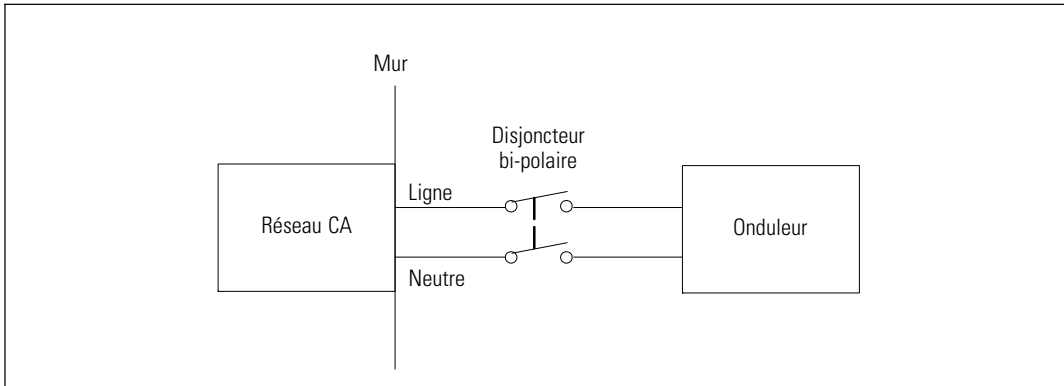 Mur
Disjoncteur
bi-polaire
Ligne
Réseau CA
Onduleur
Neutre